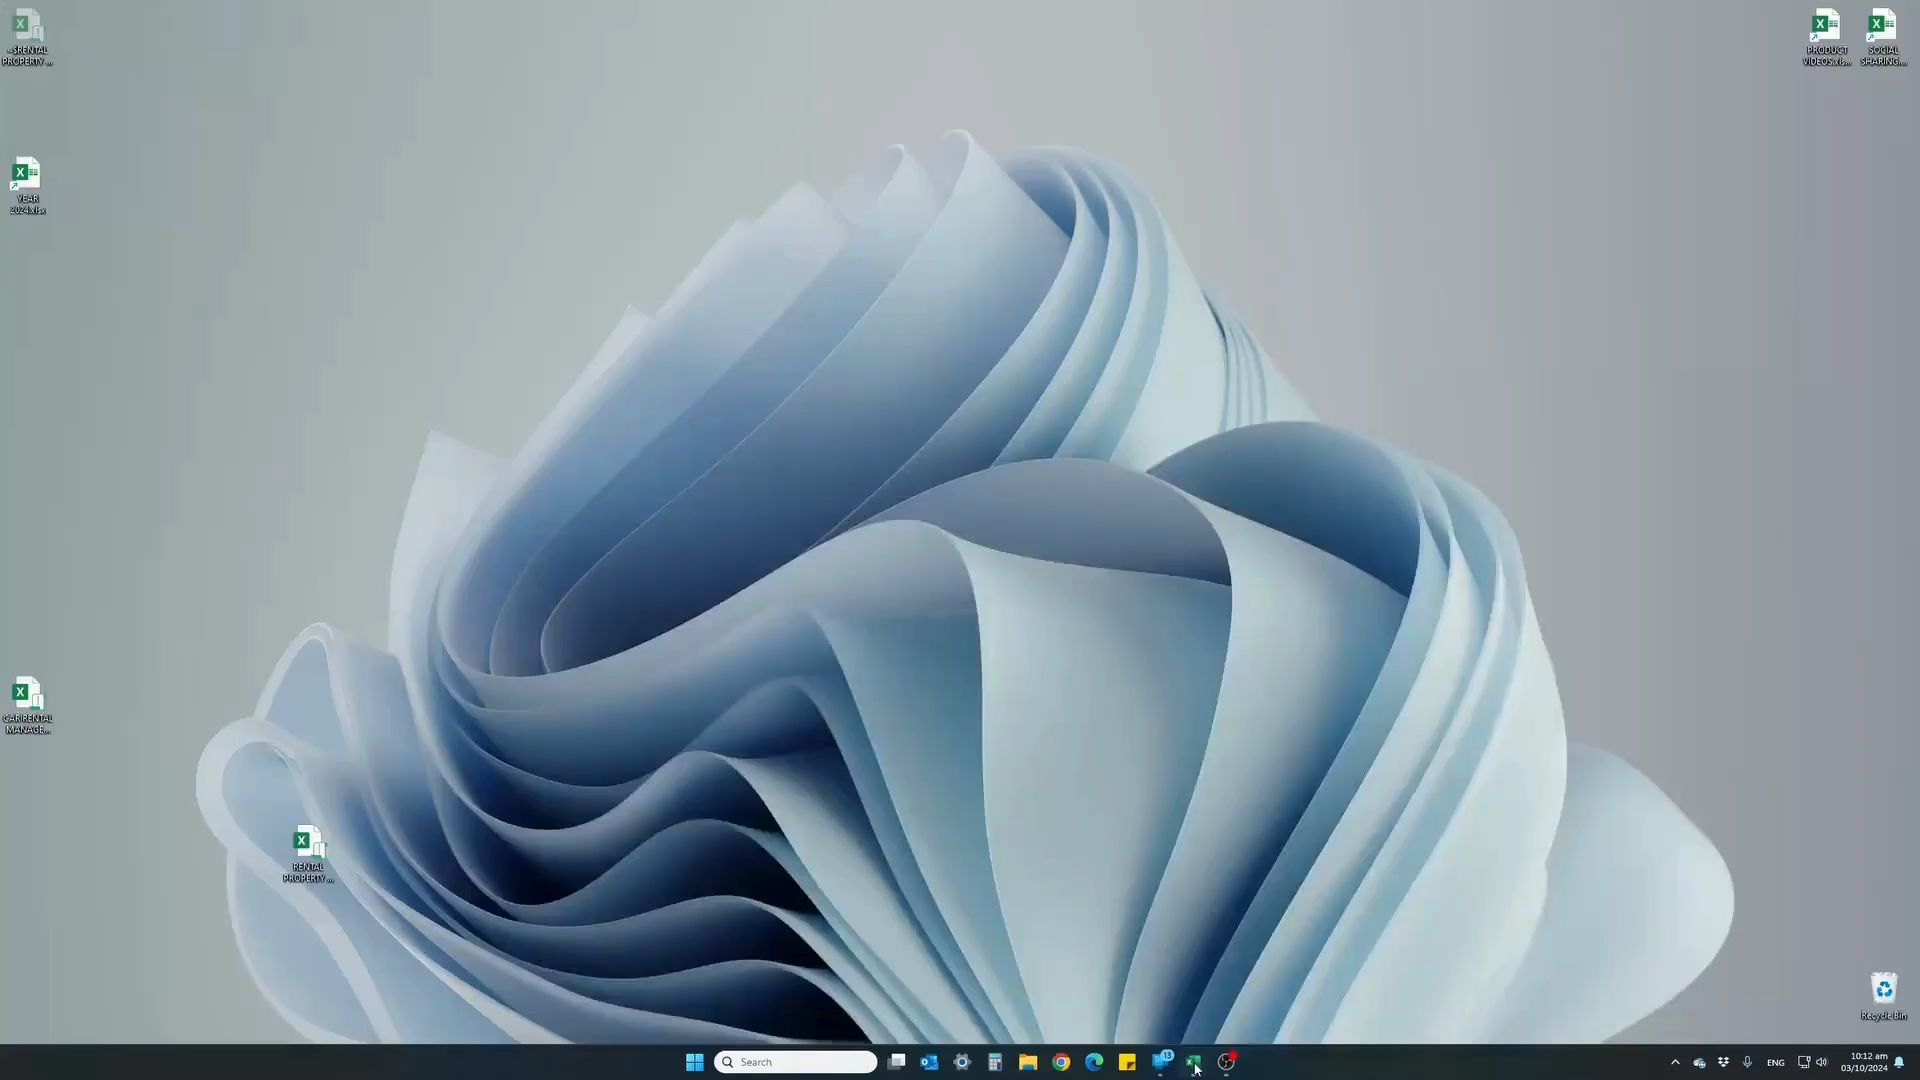 ~$RENTAL
PROPERTY ...
PRODUCT
VIDEOS.xls...
SOCIAL
SHARING....
YEAR
2024.xlsx
CAR RENTAL
MANAGE...
RENTAL
PROPERTY ...
Recycle Bin
Search
13
ENG
10:12 am
03/10/2024